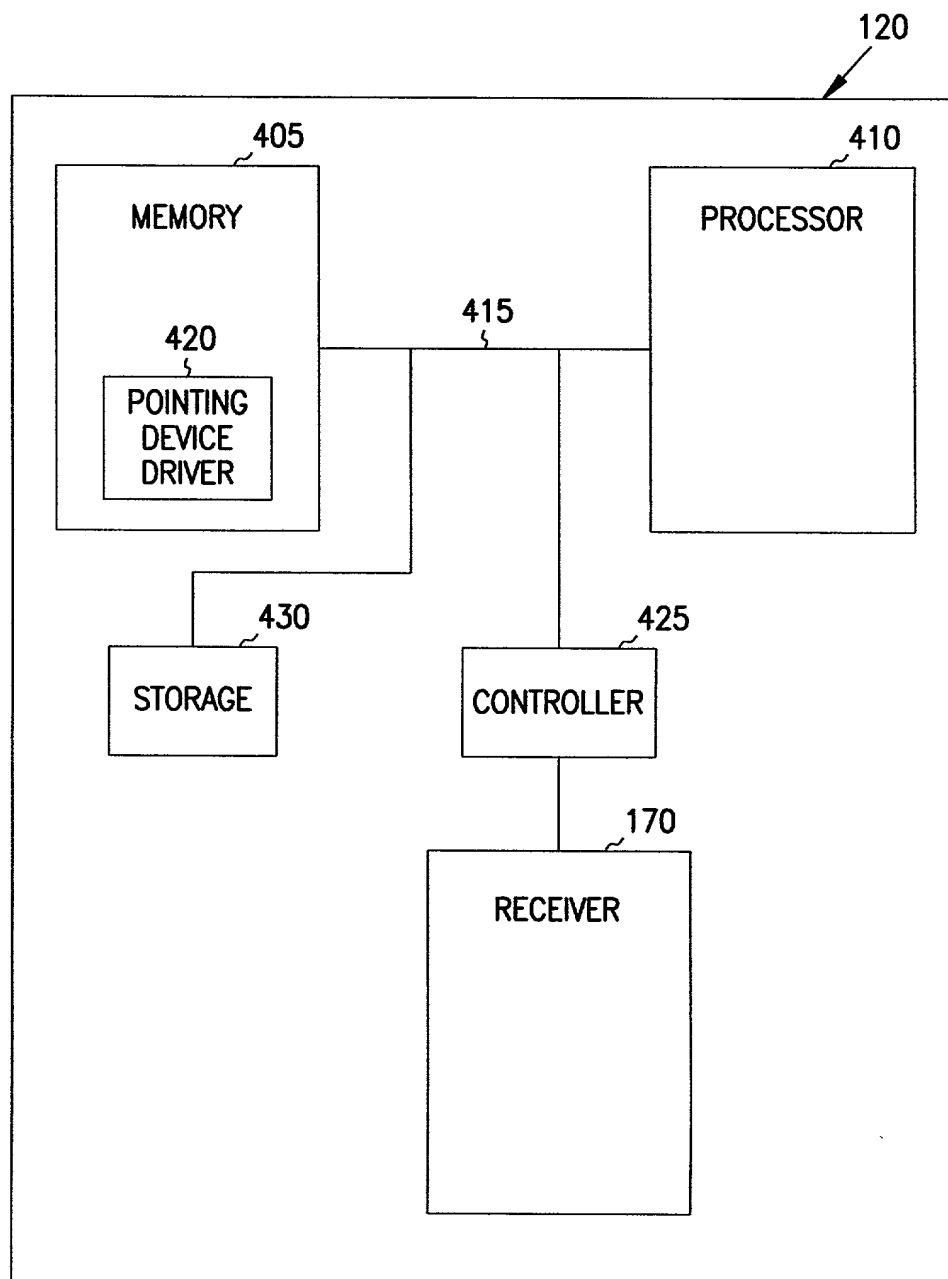 120
405
MEMORY
410
PROCESSOR
415
420
POINTING
DEVICE
DRIVER
430
STORAGE
425
CONTROLLER
170
RECEIVER